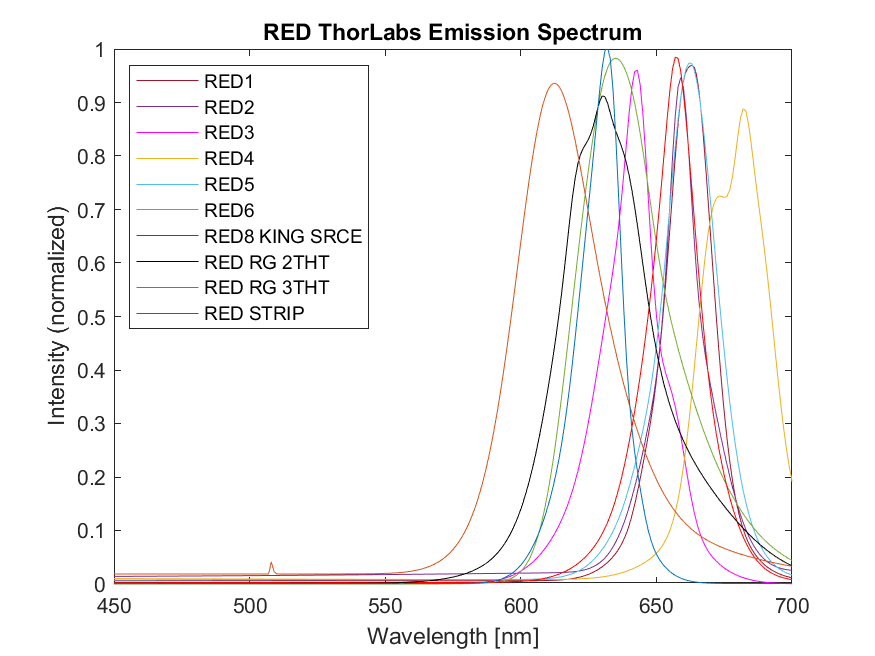 RED ThorLabs Emission Spectrum
1
0.9
0.8
0.7
0.6
0.5
0.4
0.3
0.2
0.1
0
Intensity (normalized)
RED1
RED2
RED3
RED4
RED5
RED6
RED8 KING SRCE
RED RG 2THT
RED RG 3THT
RED STRIP
450 500 550 600 650 700
Wavelength [nm]